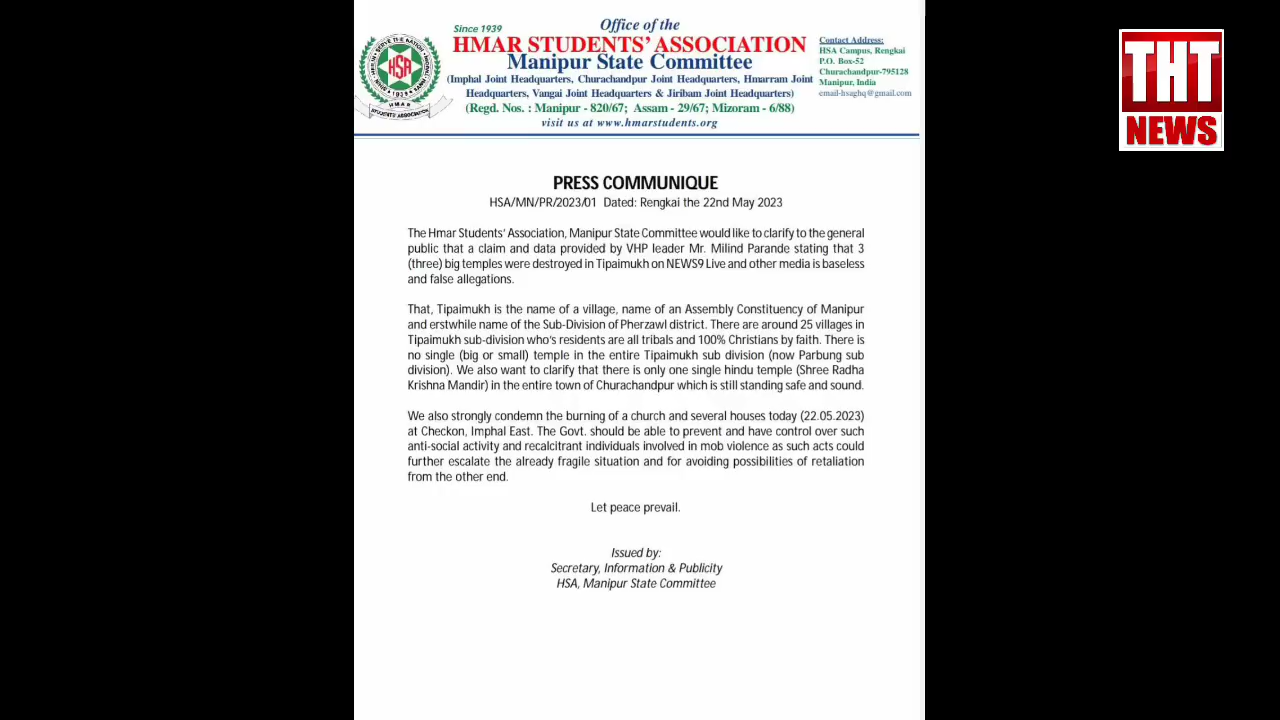 Since 1939
Office of the
HMAR STUDENTS' ASSOCIATION
Manipur State Committee
(Imphal Joint Headquarters, Churachandpur Joint Headquarters, Hmarram Joint
Headquarters, Vangai Joint Headquarters & Jiribam Joint Headquarters)
(Regd. Nos. : Manipur - 820/67; Assam - 29/67; Mizoram - 6/88)
visit us at www.hmarstudents.org
Contact Address:
HSA Campus, Rengkai
P.O. Box-52
Churachandpur-795128
Manipur, India
email-hsaghq@gmail.com
HSA
1939
HMAR
STUDENTS' ASSOCIATION
THT
NEWS
PRESS COMMUNIQUE
HSA/MN/PR/2023/01 Dated: Rengkai the 22nd May 2023
The Hmar Students' Association, Manipur State Committee would like to clarify to the general
public that a claim and data provided by VHP leader Mr. Milind Parande stating that 3
(three) big temples were destroyed in Tipaimukh on NEWS9 Live and other media is baseless
and false allegations.
That, Tipaimukh is the name of a village, name of an Assembly Constituency of Manipur
and erstwhile name of the Sub-Division of Pherzawl district. There are around 25 villages in
Tipaimukh sub-division who's residents are all tribals and 100% Christians by faith. There is
no single (big or small) temple in the entire Tipaimukh sub division (now Parbung sub
division). We also want to clarify that there is only one single hindu temple (Shree Radha
Krishna Mandir) in the entire town of Churachandpur which is still standing safe and sound.
We also strongly condemn the burning of a church and several houses today (22.05.2023)
at Checkon, Imphal East. The Govt. should be able to prevent and have control over such
anti-social activity and recalcitrant individuals involved in mob violence as such acts could
further escalate the already fragile situation and for avoiding possibilities of retaliation
from the other end.
Let peace prevail.
Issued by:
Secretary, Information & Publicity
HSA, Manipur State Committee